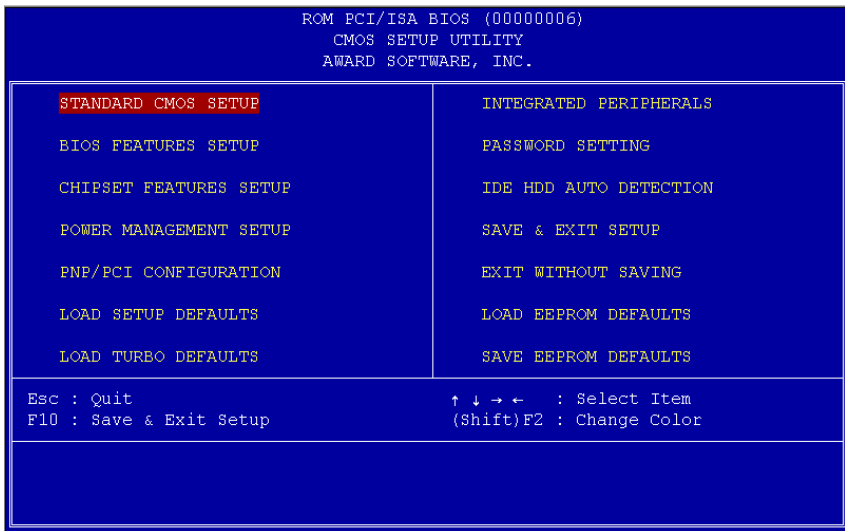 ROM PCI/ISA BIOS (00000006)
CMOS SETUP UTILITY
AWARD SOFTWARE, INC.
STANDARD CMOS SETUP
BIOS FEATURES SETUP
CHIPSET FEATURES SETUP
POWER MANAGEMENT SETUP
PNP/PCI CONFIGURATION
LOAD SETUP DEFAULTS
LOAD TURBO DEFAULTS
INTEGRATED PERIPHERALS
PASSWORD SETTING
IDE HDD AUTO DETECTION
SAVE & EXIT SETUP
EXIT WITHOUT SAVING
LOAD EEPROM DEFAULTS
SAVE EEPROM DEFAULTS
Esc : Quit
F10 : Save & Exit Setup
↑ ↓ → ← : Select Item
(Shift)F2 : Change Color